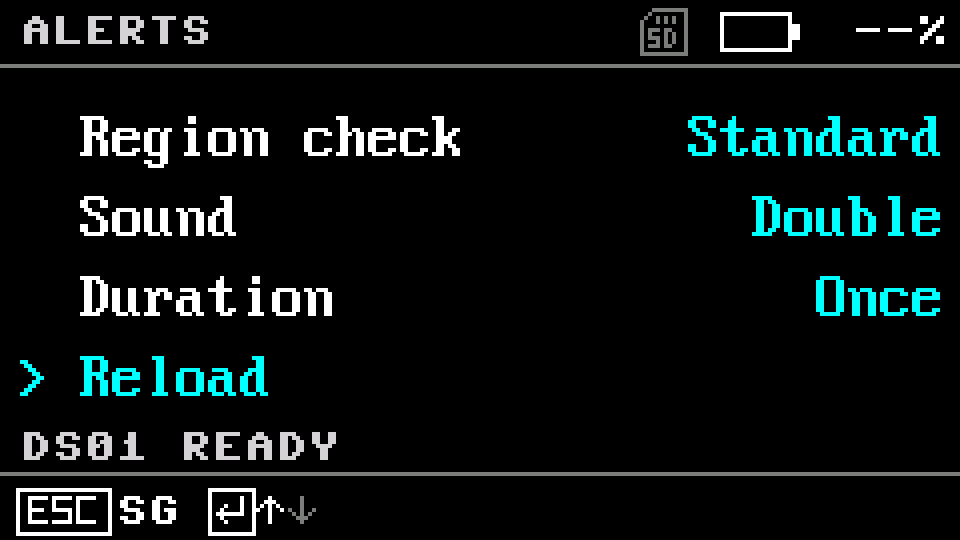 ALERTS SD --%
Region check Standard
Sound Double
Duration Once
> Reload
DS01 READY
ESC SG ↵ ↑ ↓